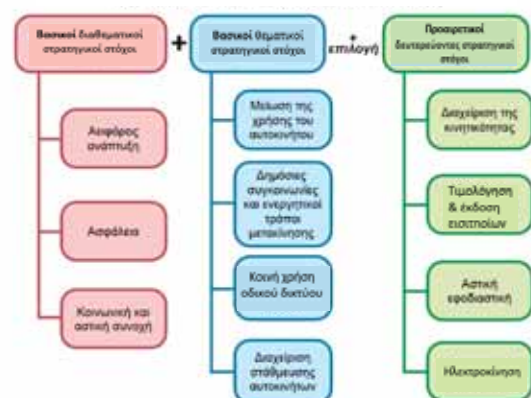 Βασικοί διαθεματικοί
στρατηγικοί στόχοι
+
Βασικοί θεματικοί
στρατηγικοί στόχοι
+
επιλογή
Προαιρετικοί
δευτερεύοντες στρατηγικοί
στόχοι
Αειφόρος
ανάπτυξη
Ασφάλεια
Κοινωνική και
αστική συνοχή
Μείωση της
χρήσης του
αυτοκινήτου
Δημόσιες
συγκοινωνίες
και ενεργητικοί
τρόποι
μετακίνησης
Κοινή χρήση
οδικού δικτύου
Διαχείριση
στάθμευσης
αυτοκινήτων
Διαχείριση της
κινητικότητας
Τιμολόγηση
& έκδοση
εισιτηρίων
Αστική
εφοδιαστική
Ηλεκτροκίνηση